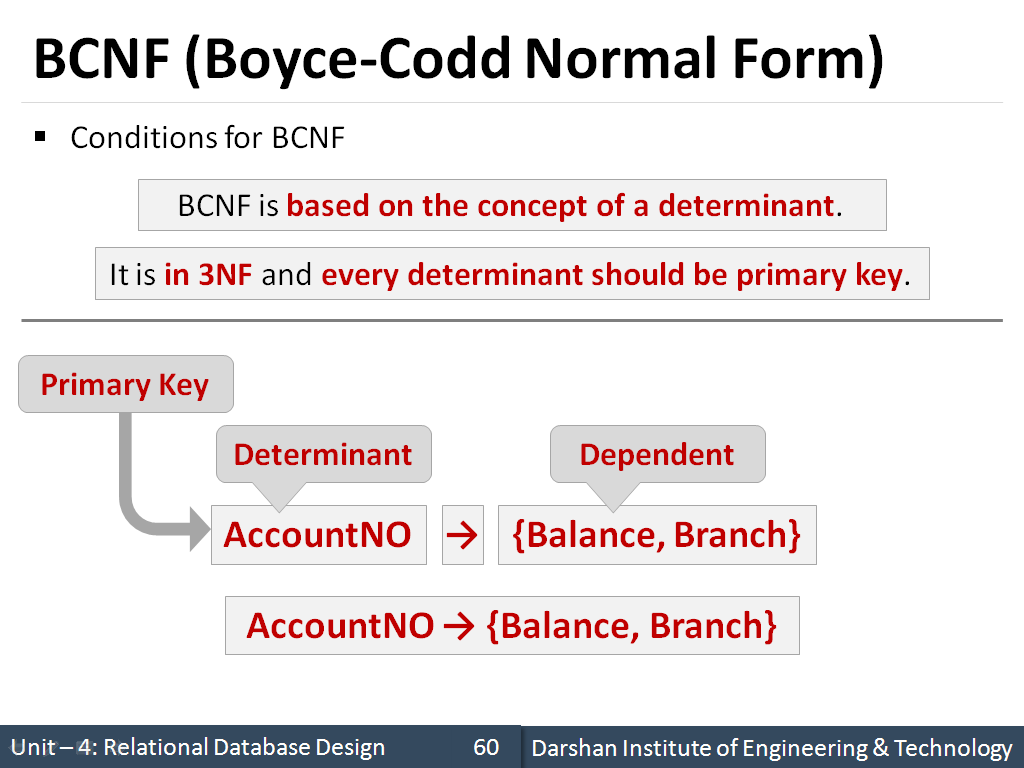 BCNF (Boyce-Codd Normal Form)
▪ Conditions for BCNF
BCNF is based on the concept of a determinant.
It is in 3NF and every determinant should be primary key.
Primary Key
Determinant
Dependent
AccountNO → {Balance, Branch}
AccountNO → {Balance, Branch}
Unit – 4: Relational Database Design 60 Darshan Institute of Engineering & Technology